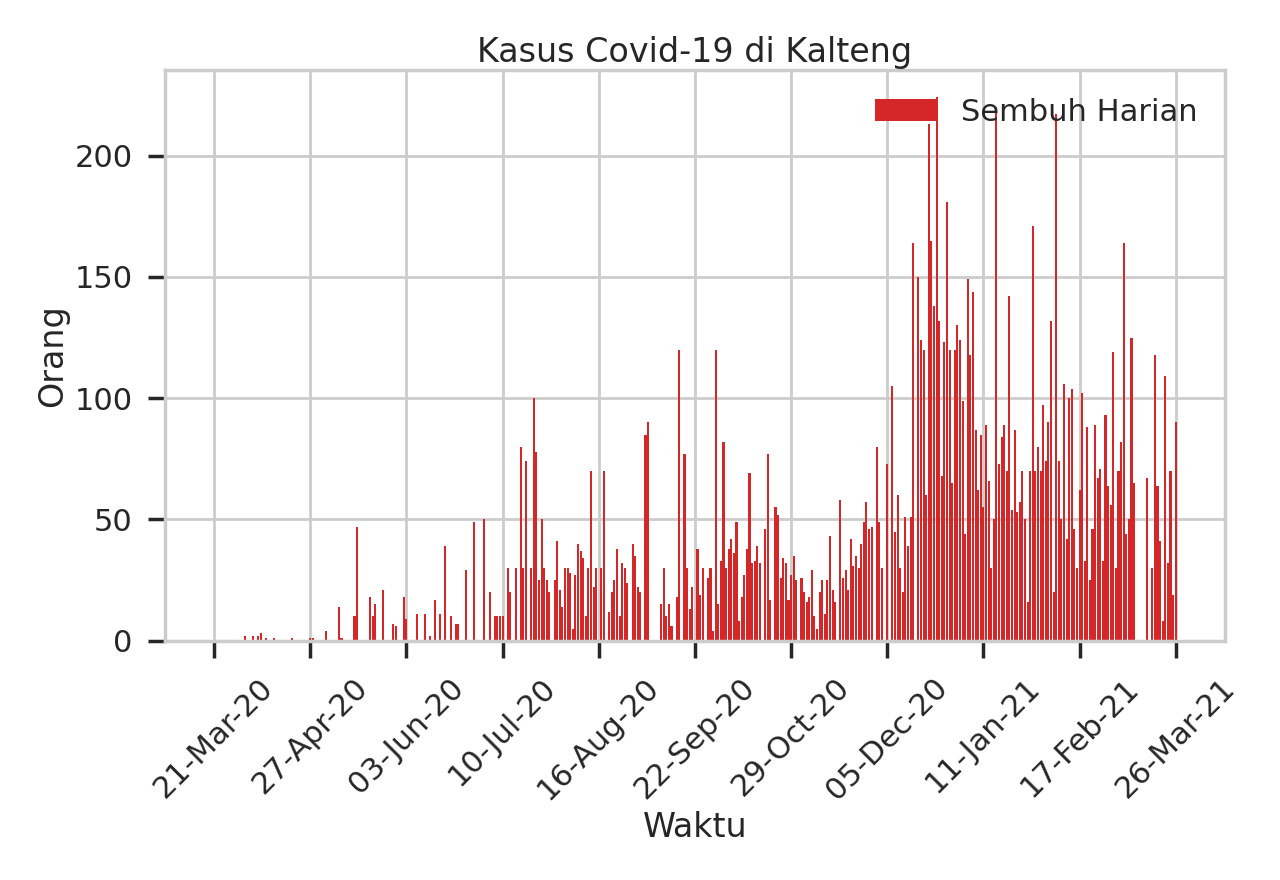 Kasus Covid-19 di Kalteng
Sembuh Harian
Orang
200
150
100
50
0
21-Mar-20
27-Apr-20
03-Jun-20
10-Jul-20
16-Aug-20
22-Sep-20
29-Oct-20
05-Dec-20
11-Jan-21
17-Feb-21
26-Mar-21
Waktu